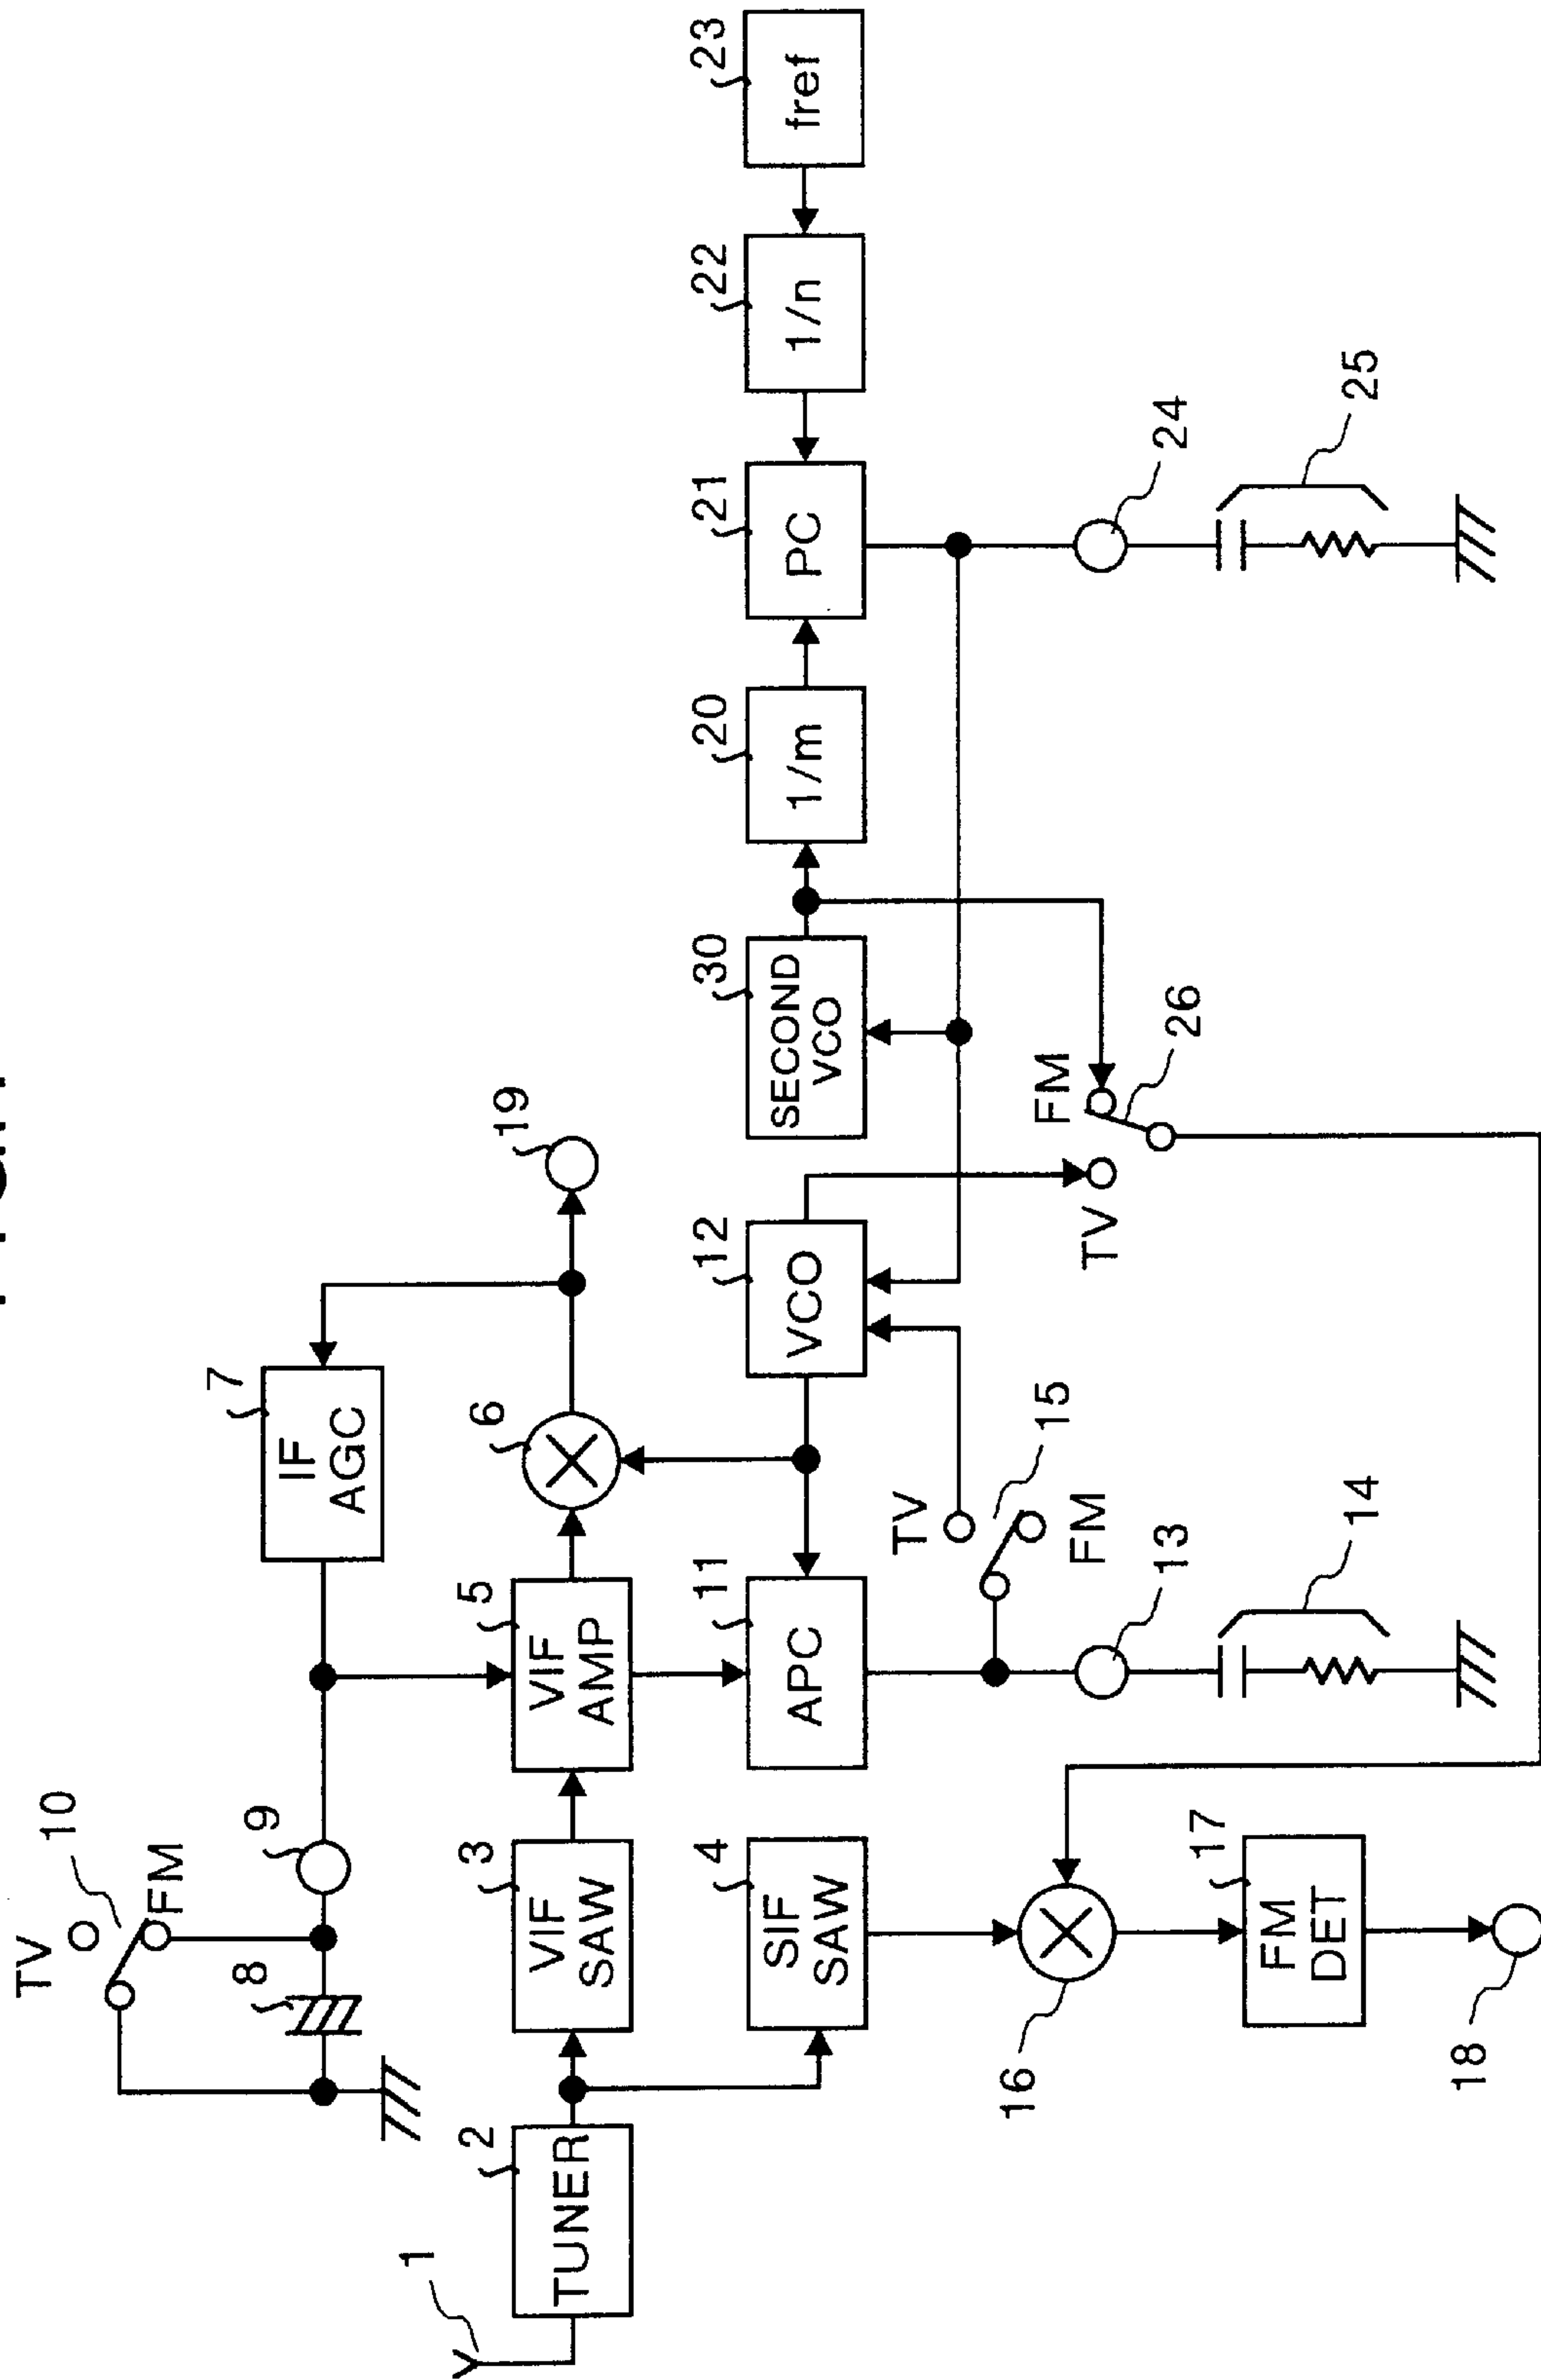 TV
10
FM
8
9
7
IF
AGC
1
2
TUNER
3
VIF
SAW
5
VIF
AMP
6
19
4
SIF
SAW
11
APC
12
VCO
30
SECOND
VCO
20
1/m
21
PC
22
1/n
23
fref
TV
15
FM
TV
FM
26
16
13
14
24
25
17
FM
DET
18